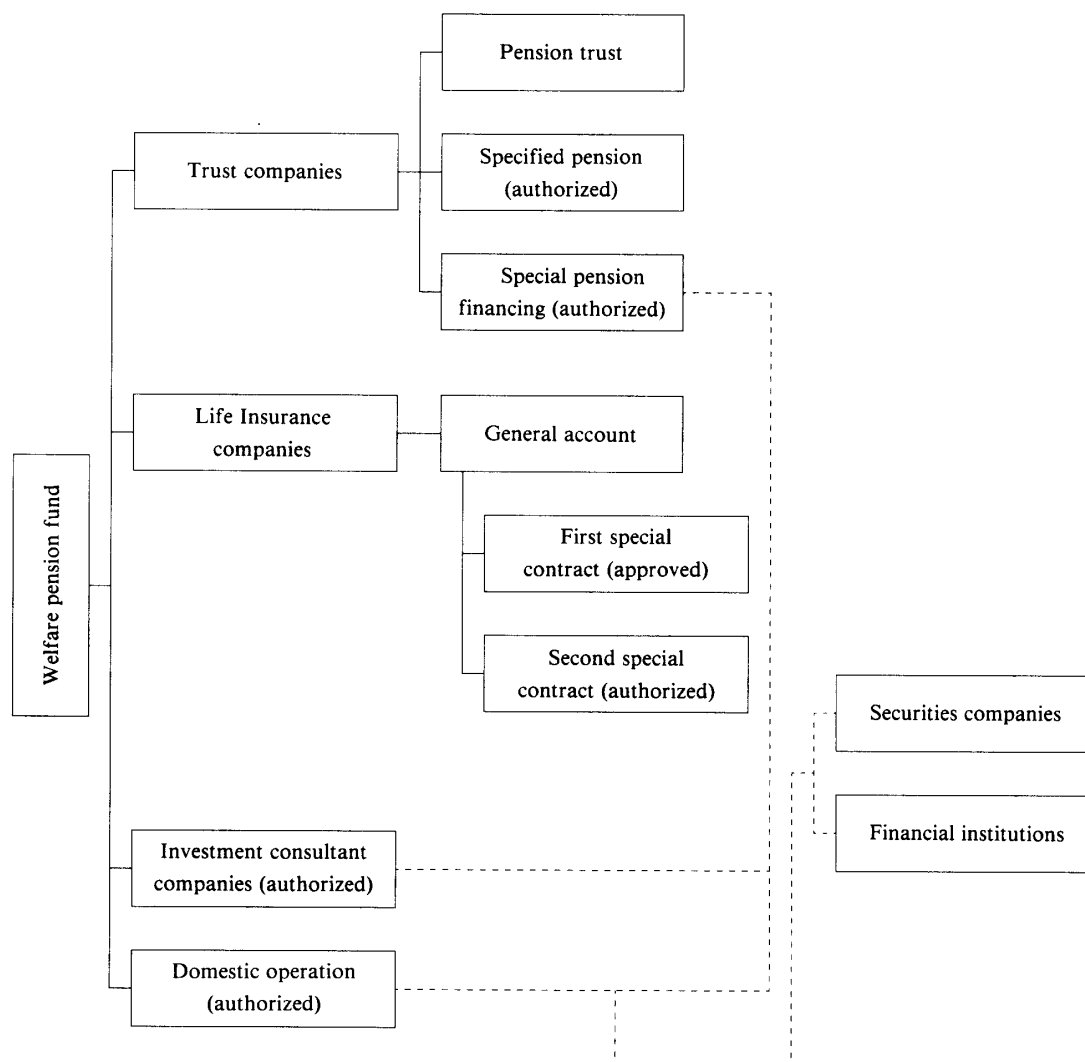 Pension trust
Trust companies
Specified pension
(authorized)
Special pension
financing (authorized)
Life Insurance
companies
General account
Welfare pension fund
First special
contract (approved)
Second special
contract (authorized)
Securities companies
Financial institutions
Investment consultant
companies (authorized)
Domestic operation
(authorized)